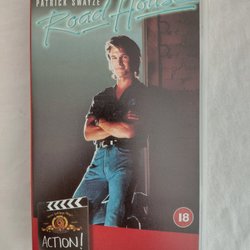 PATRICK SWAYZE
Road House
18
ACTION!